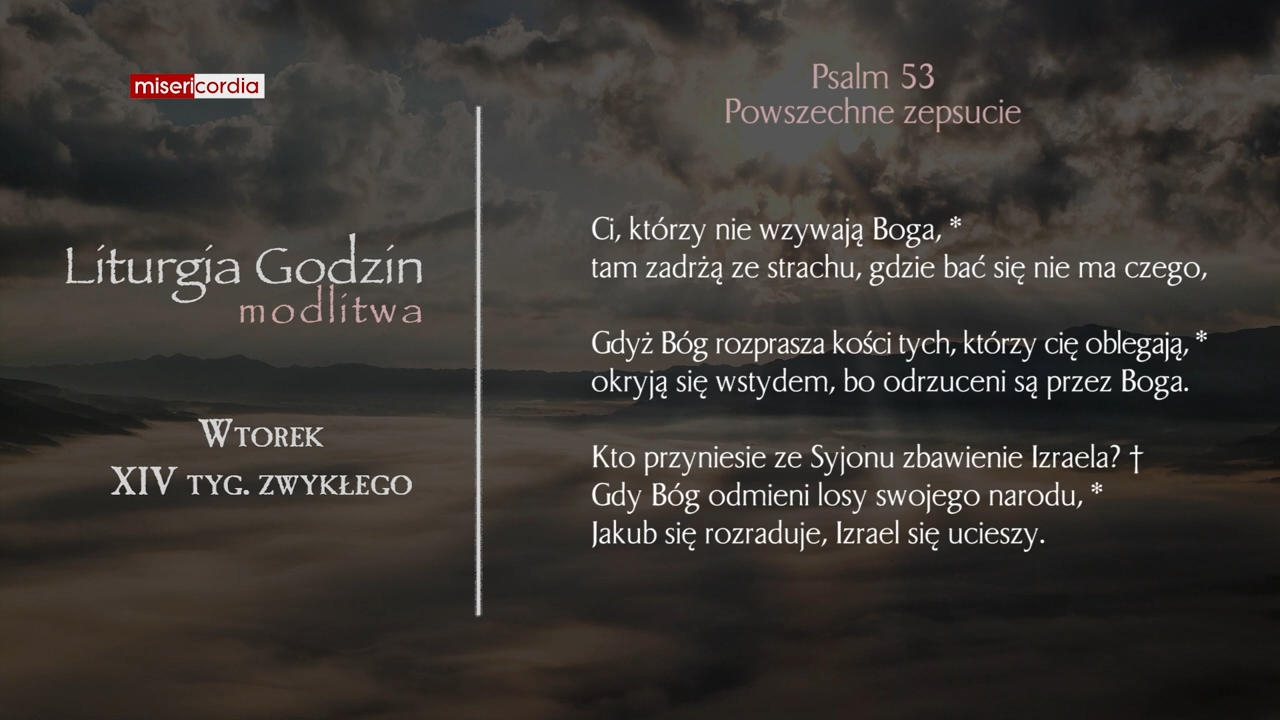 misericordia
Liturgia Godzin
modlitwa
Wtorek
XIV tyg. zwykłego
Psalm 53
Powszechne zepsucie
Ci, którzy nie wzywają Boga, *
tam zadrżą ze strachu, gdzie bać się nie ma czego,
Gdyż Bóg rozprasza kości tych, którzy cię oblegają, *
okryją się wstydem, bo odrzuceni są przez Boga.
Kto przyniesie ze Syjonu zbawienie Izraela? †
Gdy Bóg odmieni losy swojego narodu, *
Jakub się rozraduje, Izrael się ucieszy.